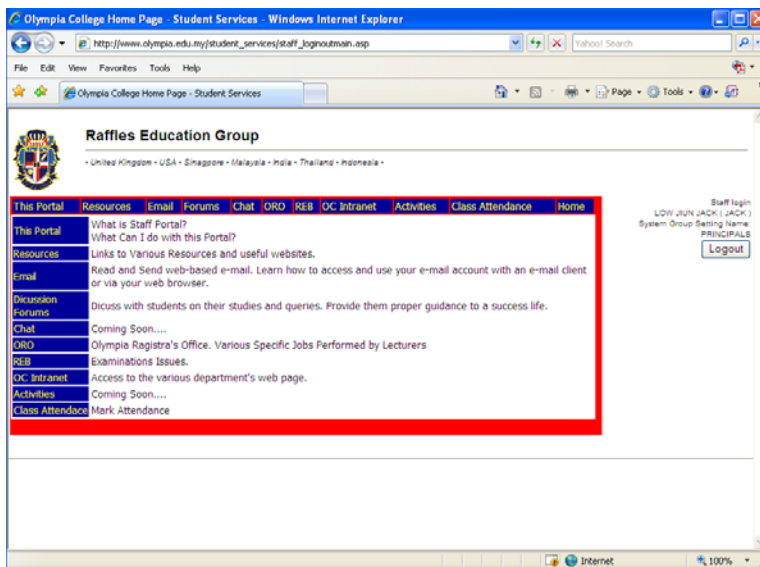 Olympia College Home Page - Student Services - Windows Internet Explorer
http://www.olympia.edu.my/student_services/staff_loginoutmain.asp
Yahoo! Search
File Edit View Favorites Tools Help
Olympia College Home Page - Student Services
Page Tools
Raffles Education Group
- United Kingdom - USA - Singapore - Malaysia - India - Thailand - Indonesia -
This Portal Resources Email Forums Chat ORO REB OC Intranet Activities Class Attendance Home
Staff login
LOW JIUN JACK ( JACK )
System Group Setting Name:
PRINCIPALS
Logout
This Portal What is Staff Portal?
What Can I do with this Portal?
Resources Links to Various Resources and useful websites.
Email Read and Send web-based e-mail. Learn how to access and use your e-mail account with an e-mail client
or via your web browser.
Dicussion
Forums Dicuss with students on their studies and queries. Provide them proper guidance to a success life.
Chat Coming Soon....
ORO Olympia Ragistra's Office. Various Specific Jobs Performed by Lecturers
REB Examinations Issues.
OC Intranet Access to the various department's web page.
Activities Coming Soon....
Class Attendace Mark Attendance
Internet 100%